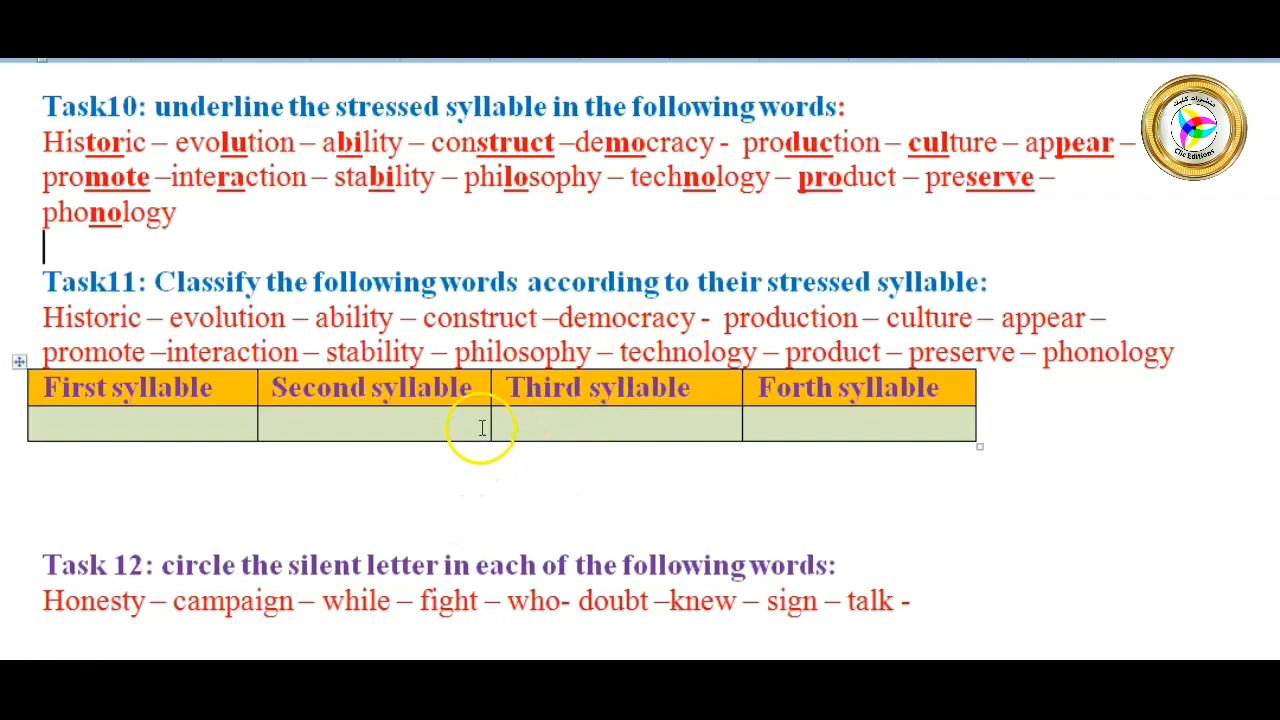 Task10: underline the stressed syllable in the following words:
Historic – evolution – ability – construct –democracy - production – culture – appear –
promote –interaction – stability – philosophy – technology – product – preserve –
phonology
Task11: Classify the following words according to their stressed syllable:
Historic – evolution – ability – construct –democracy - production – culture – appear –
promote –interaction – stability – philosophy – technology – product – preserve – phonology
First syllable Second syllable Third syllable Forth syllable
Task 12: circle the silent letter in each of the following words:
Honesty – campaign – while – fight – who- doubt –knew – sign – talk -
منشورات كليك
Clic Editions